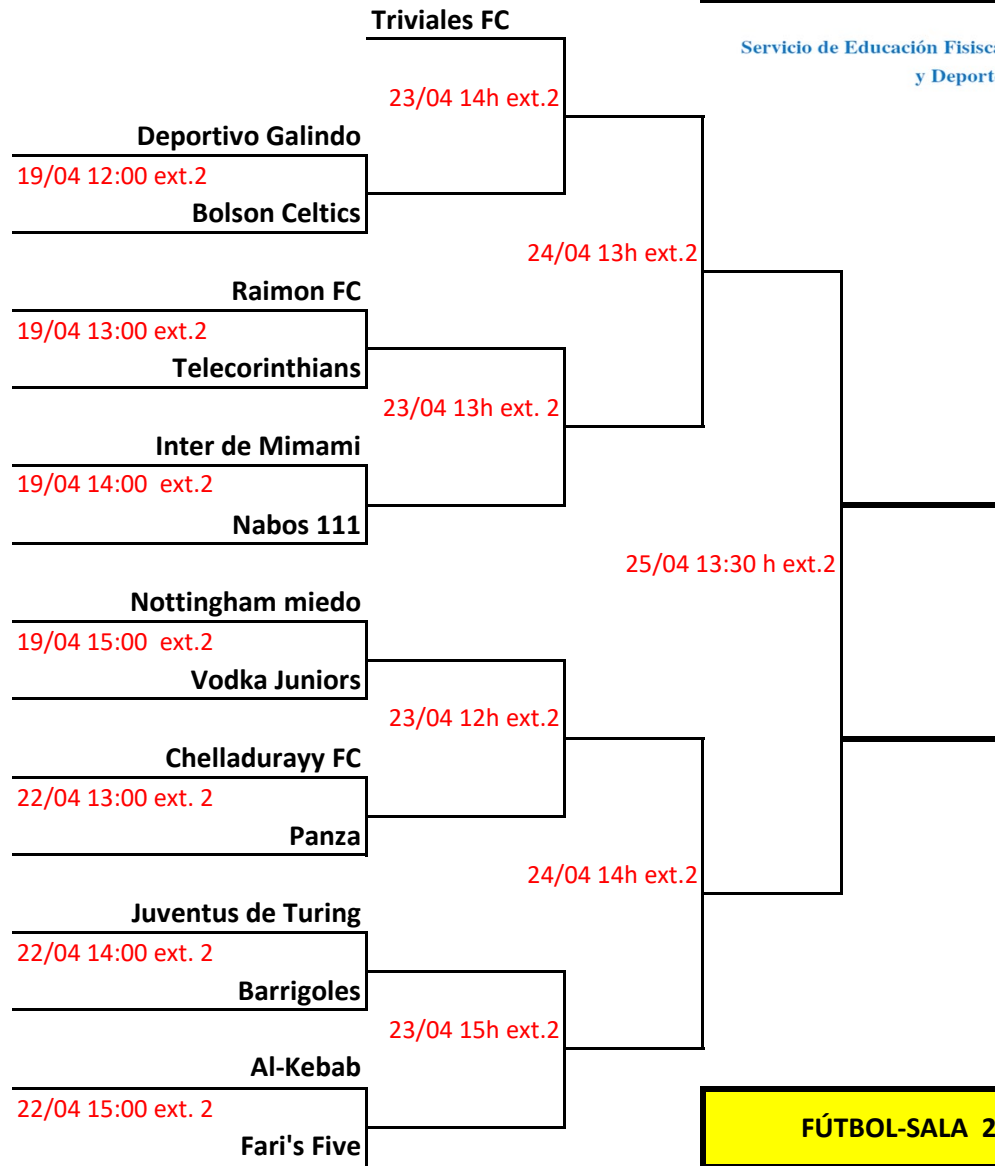 Triviales FC
Servicio de Educación Fisisca
y Deport
23/04 14h ext.2
Deportivo Galindo
19/04 12:00 ext.2
Bolson Celtics
24/04 13h ext.2
Raimon FC
19/04 13:00 ext.2
Telecorinthians
23/04 13h ext. 2
Inter de Mimami
19/04 14:00 ext.2
Nabos 111
25/04 13:30 h ext.2
Nottingham miedo
19/04 15:00 ext.2
Vodka Juniors
23/04 12h ext.2
Chelladurayy FC
22/04 13:00 ext. 2
Panza
24/04 14h ext.2
Juventus de Turing
22/04 14:00 ext. 2
Barrigoles
23/04 15h ext.2
Al-Kebab
22/04 15:00 ext. 2
Fari's Five
FÚTBOL-SALA 2